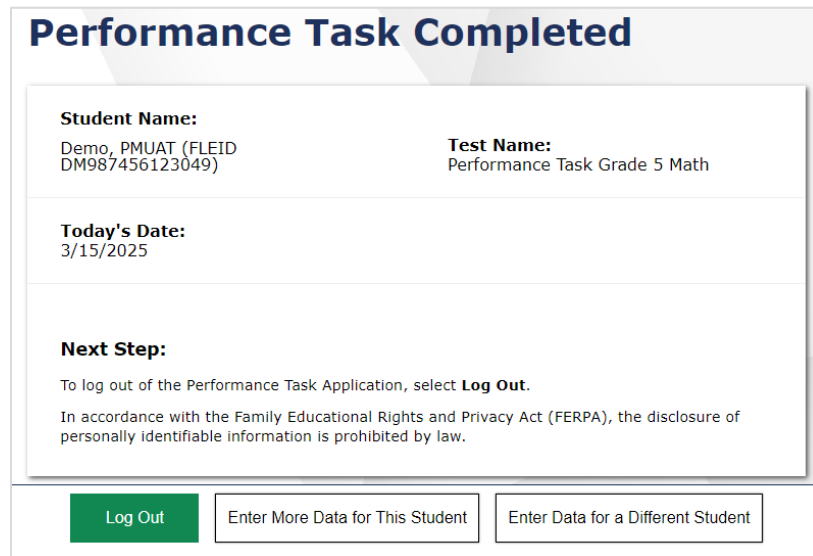 Performance Task Completed
Student Name:
Demo, PMUAT (FLEID
DM987456123049)
Test Name:
Performance Task Grade 5 Math
Today's Date:
3/15/2025
Next Step:
To log out of the Performance Task Application, select Log Out.
In accordance with the Family Educational Rights and Privacy Act (FERPA), the disclosure of
personally identifiable information is prohibited by law.
Log Out
Enter More Data for This Student
Enter Data for a Different Student